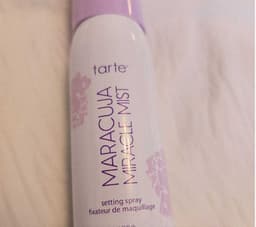 tarte
MARACUJA
MIRACLE MIST
setting spray
fixateur de maquillage